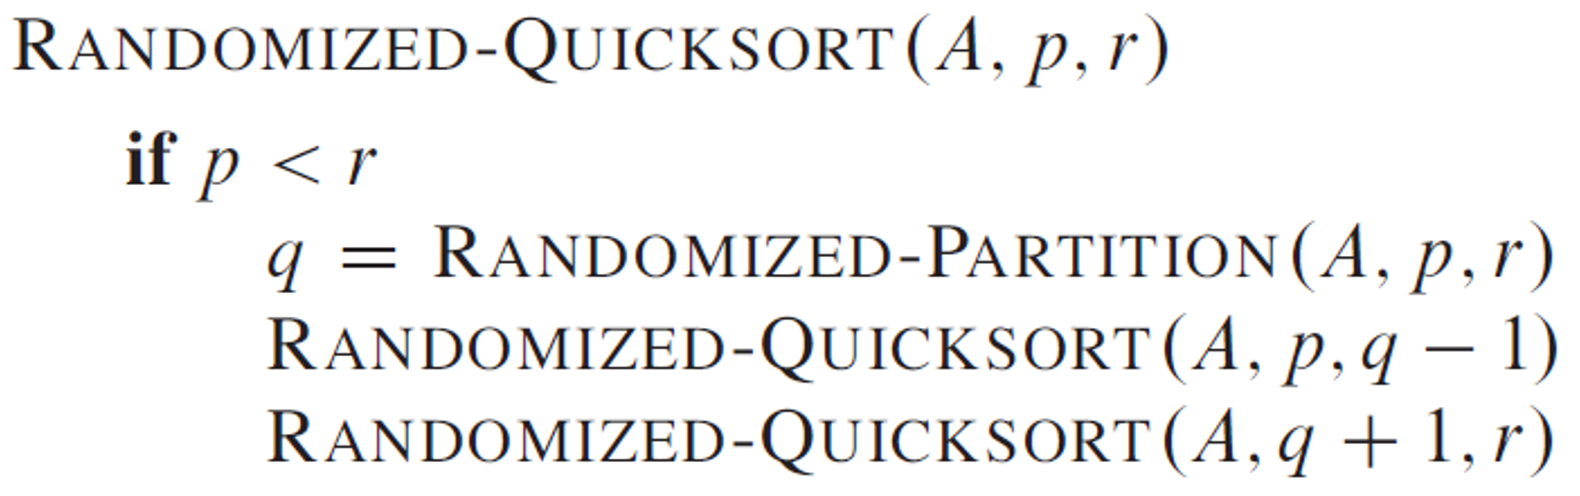 RANDOMIZED-QUICKSORT(A, p, r)
if p < r
q = RANDOMIZED-PARTITION(A, p, r)
RANDOMIZED-QUICKSORT(A, p, q − 1)
RANDOMIZED-QUICKSORT(A, q + 1, r)